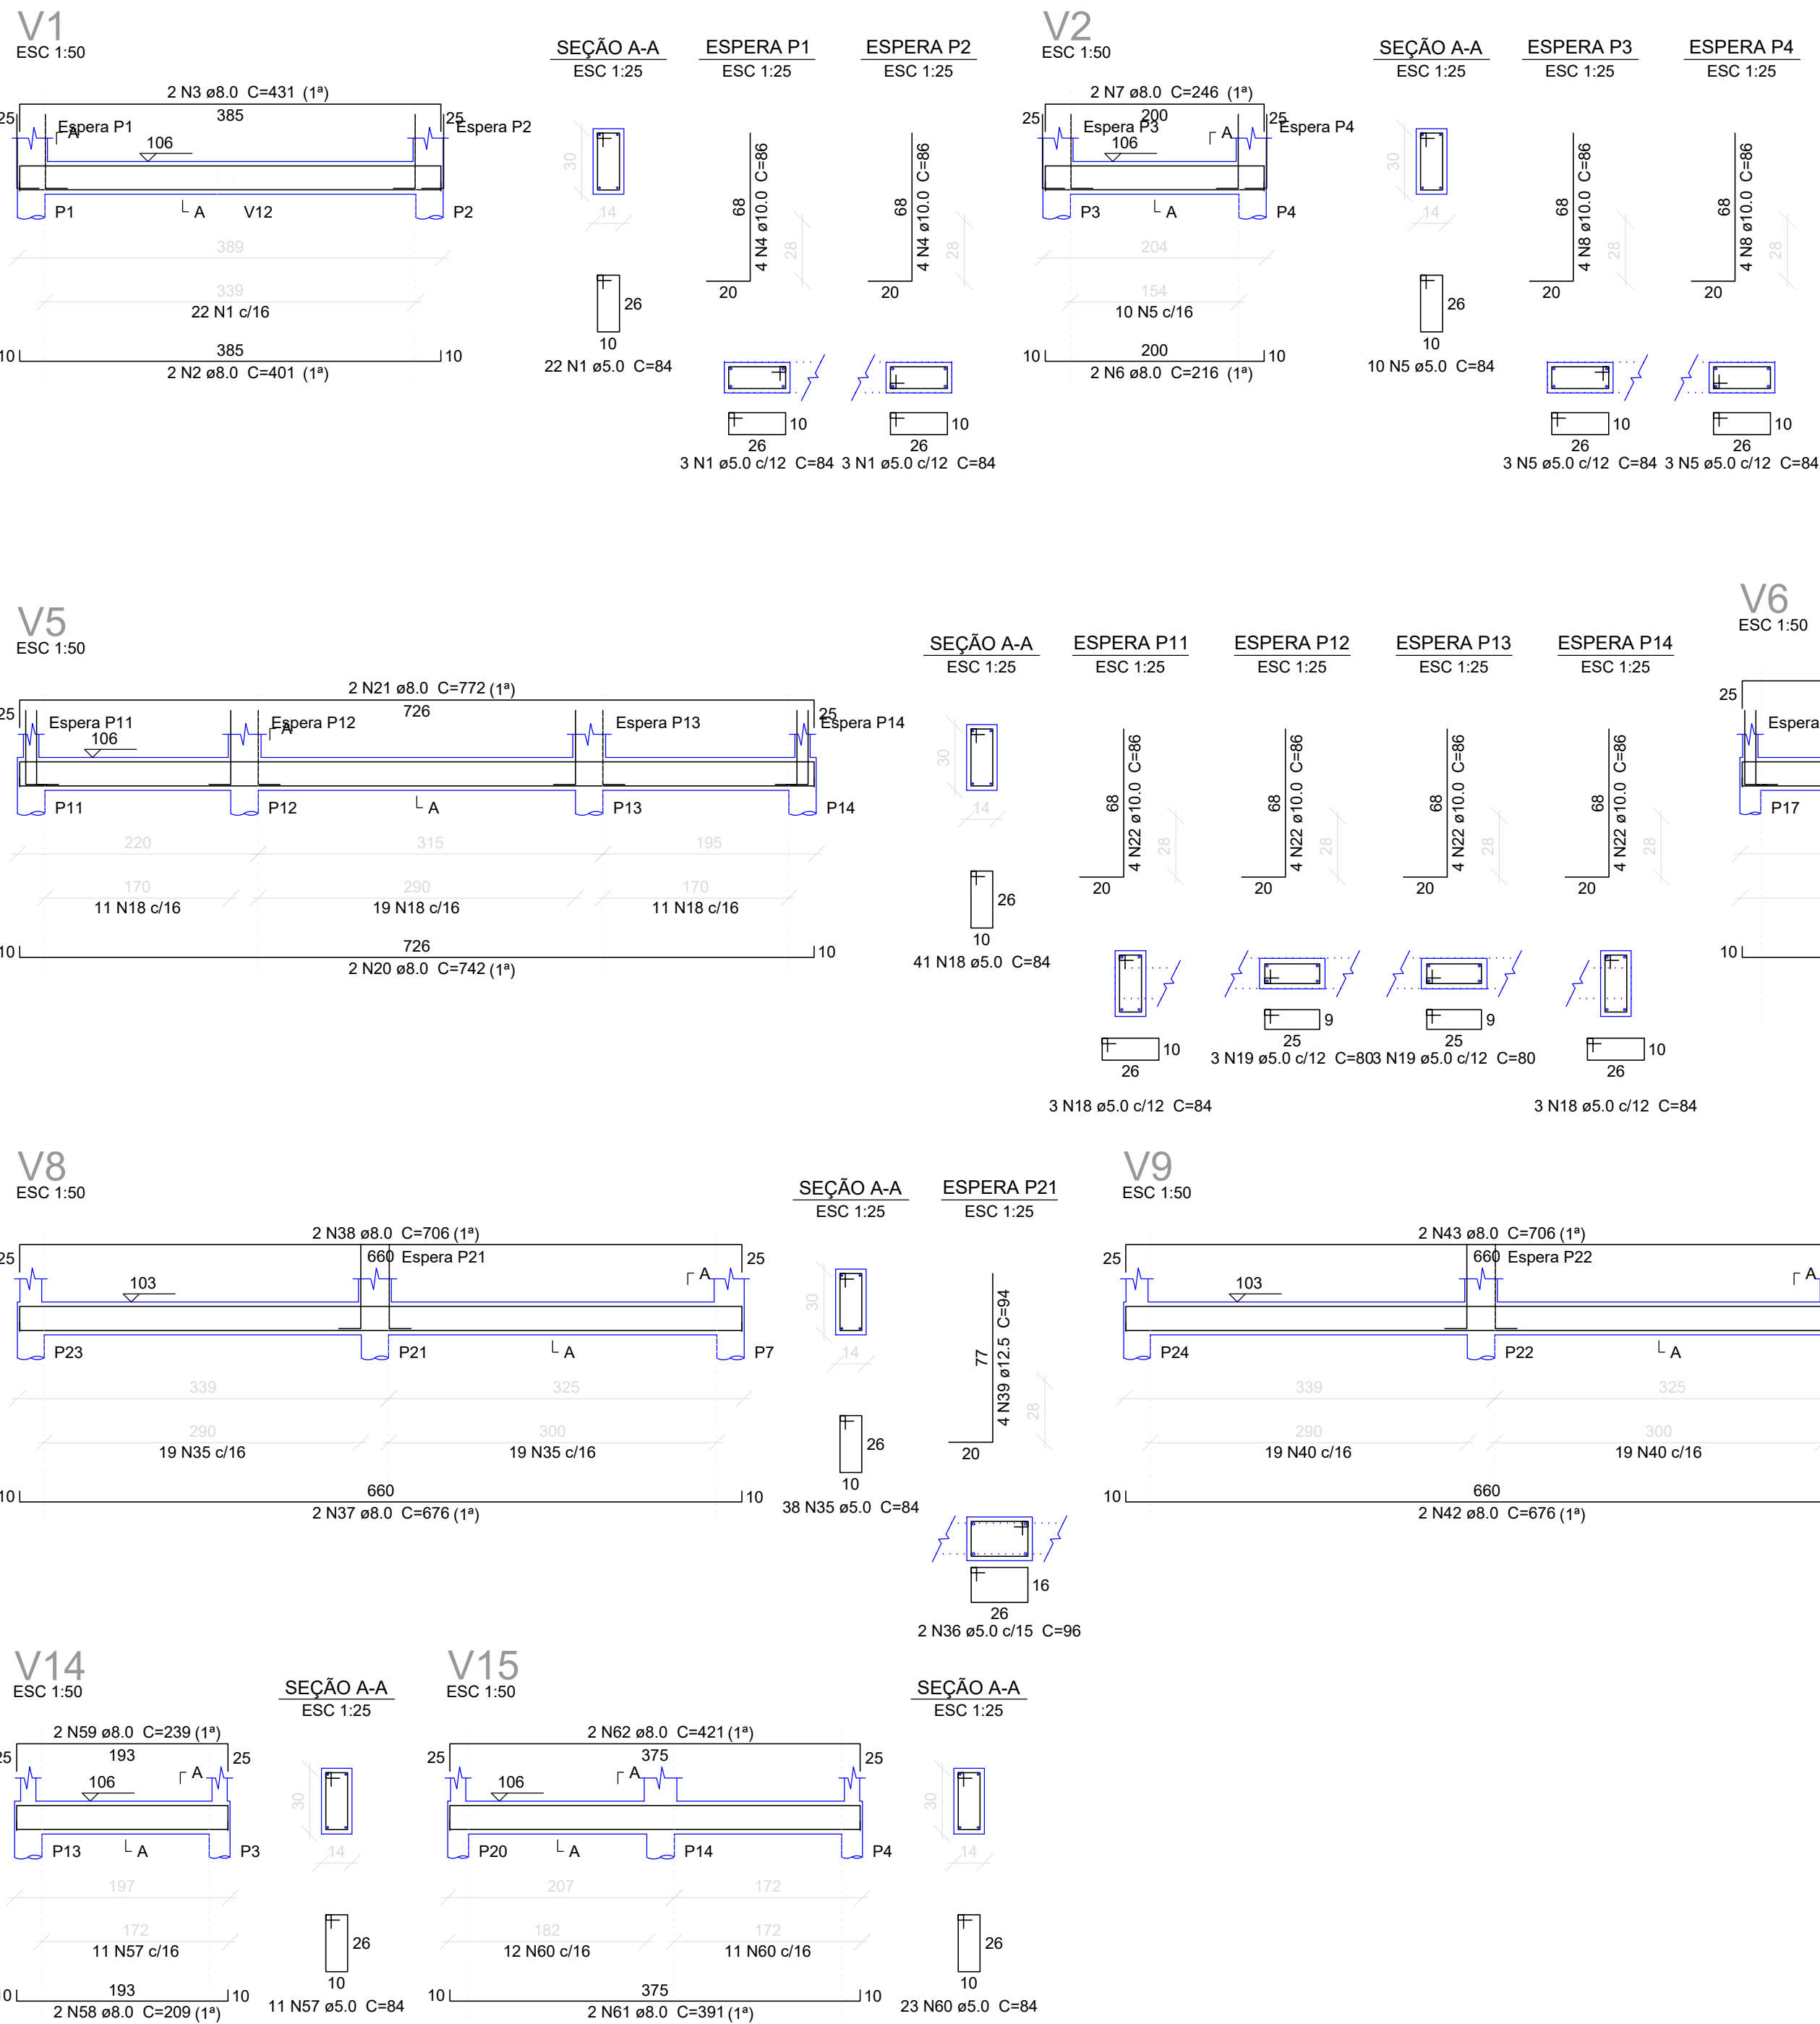 V1
ESC 1:50
SEÇÃO A-A
ESC 1:25
ESPERA P1
ESC 1:25
ESPERA P2
ESC 1:25
2 N3 ø8.0 C=431 (1ª)
385
25
25
Espera P1
A
Espera P2
106
P1
A
V12
P2
389
339
22 N1 c/16
10
385
10
2 N2 ø8.0 C=401 (1ª)
30
14
26
10
22 N1 ø5.0 C=84
68
4 N4 ø10.0 C=86
28
20
10
26
3 N1 ø5.0 c/12 C=84
68
4 N4 ø10.0 C=86
28
20
10
26
3 N1 ø5.0 c/12 C=84
V2
ESC 1:50
SEÇÃO A-A
ESC 1:25
ESPERA P3
ESC 1:25
ESPERA P4
ESC 1:25
2 N7 ø8.0 C=246 (1ª)
200
25
25
Espera P3
A
Espera P4
106
P3
A
P4
204
154
10 N5 c/16
10
200
10
2 N6 ø8.0 C=216 (1ª)
30
14
26
10
10 N5 ø5.0 C=84
68
4 N8 ø10.0 C=86
28
20
10
26
3 N5 ø5.0 c/12 C=84
68
4 N8 ø10.0 C=86
28
20
10
26
3 N5 ø5.0 c/12 C=84
V5
ESC 1:50
SEÇÃO A-A
ESC 1:25
ESPERA P11
ESC 1:25
ESPERA P12
ESC 1:25
ESPERA P13
ESC 1:25
ESPERA P14
ESC 1:25
2 N21 ø8.0 C=772 (1ª)
726
25
25
Espera P11
Espera P12
A
Espera P13
Espera P14
106
P11
P12
A
P13
P14
220
315
195
170
290
170
11 N18 c/16
19 N18 c/16
11 N18 c/16
10
726
10
2 N20 ø8.0 C=742 (1ª)
30
14
26
10
41 N18 ø5.0 C=84
68
4 N22 ø10.0 C=86
28
20
10
26
3 N18 ø5.0 c/12 C=84
68
4 N22 ø10.0 C=86
28
20
9
25
3 N19 ø5.0 c/12 C=80
68
4 N22 ø10.0 C=86
28
20
9
25
3 N19 ø5.0 c/12 C=80
68
4 N22 ø10.0 C=86
28
20
10
26
3 N18 ø5.0 c/12 C=84
V6
ESC 1:50
25
Espera
P17
10
V8
ESC 1:50
SEÇÃO A-A
ESC 1:25
ESPERA P21
ESC 1:25
2 N38 ø8.0 C=706 (1ª)
660
25
25
Espera P21
A
103
P23
P21
A
P7
339
325
290
300
19 N35 c/16
19 N35 c/16
10
660
10
2 N37 ø8.0 C=676 (1ª)
30
14
26
10
38 N35 ø5.0 C=84
77
4 N39 ø12.5 C=94
28
20
16
26
2 N36 ø5.0 c/15 C=96
V9
ESC 1:50
2 N43 ø8.0 C=706 (1ª)
660
25
Espera P22
A
103
P24
P22
A
339
325
290
300
19 N40 c/16
19 N40 c/16
10
660
2 N42 ø8.0 C=676 (1ª)
V14
ESC 1:50
SEÇÃO A-A
ESC 1:25
2 N59 ø8.0 C=239 (1ª)
193
25
25
A
106
P13
A
P3
197
172
11 N57 c/16
10
193
10
2 N58 ø8.0 C=209 (1ª)
30
14
26
10
11 N57 ø5.0 C=84
V15
ESC 1:50
SEÇÃO A-A
ESC 1:25
2 N62 ø8.0 C=421 (1ª)
375
25
25
A
106
P20
A
P14
P4
207
172
182
172
12 N60 c/16
11 N60 c/16
10
375
10
2 N61 ø8.0 C=391 (1ª)
30
14
26
10
23 N60 ø5.0 C=84